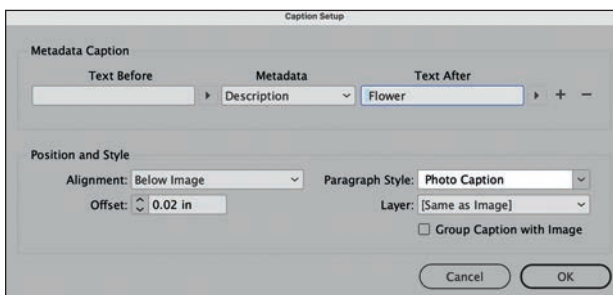 Caption Setup
Metadata Caption
Text Before Metadata Text After
Description Flower
Position and Style
Alignment: Below Image Paragraph Style: Photo Caption
Offset: 0.02 in Layer: [Same as Image]
Group Caption with Image
Cancel OK